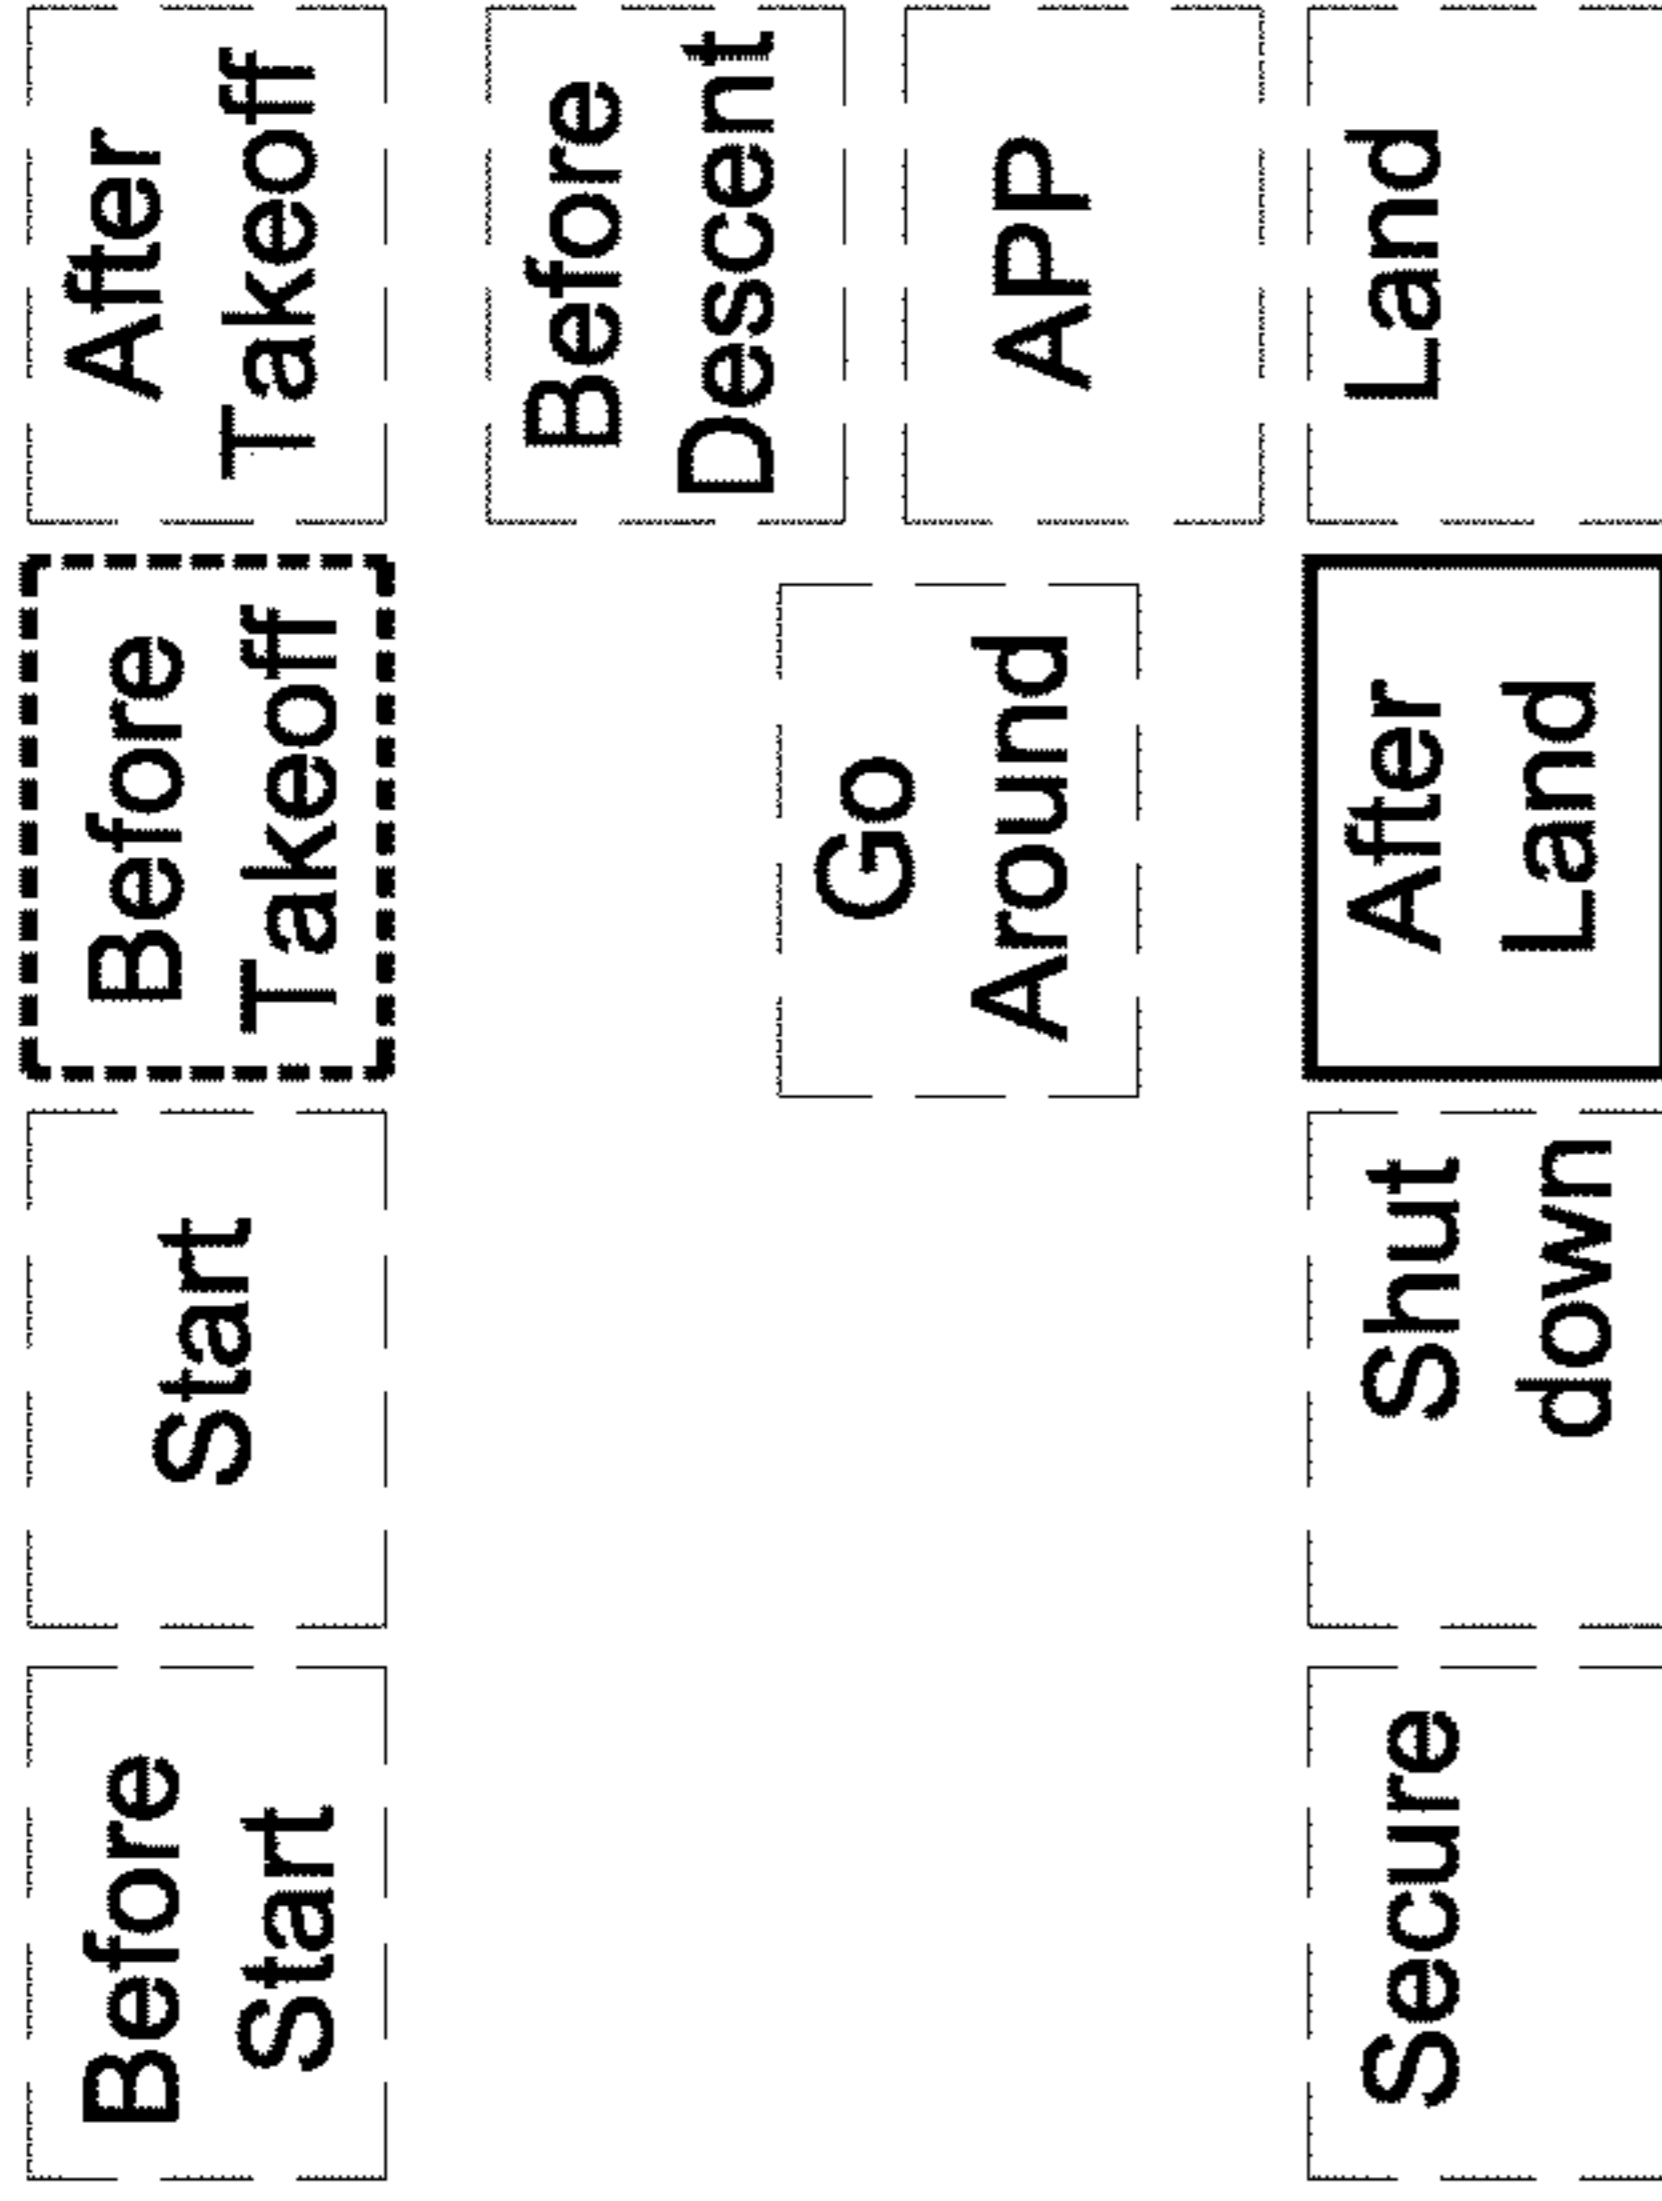 Before
Start
Start
Before
Takeoff
After
Takeoff
Before
Descent
Go
Around
APP
Secure
Shut
down
After
Land
Land